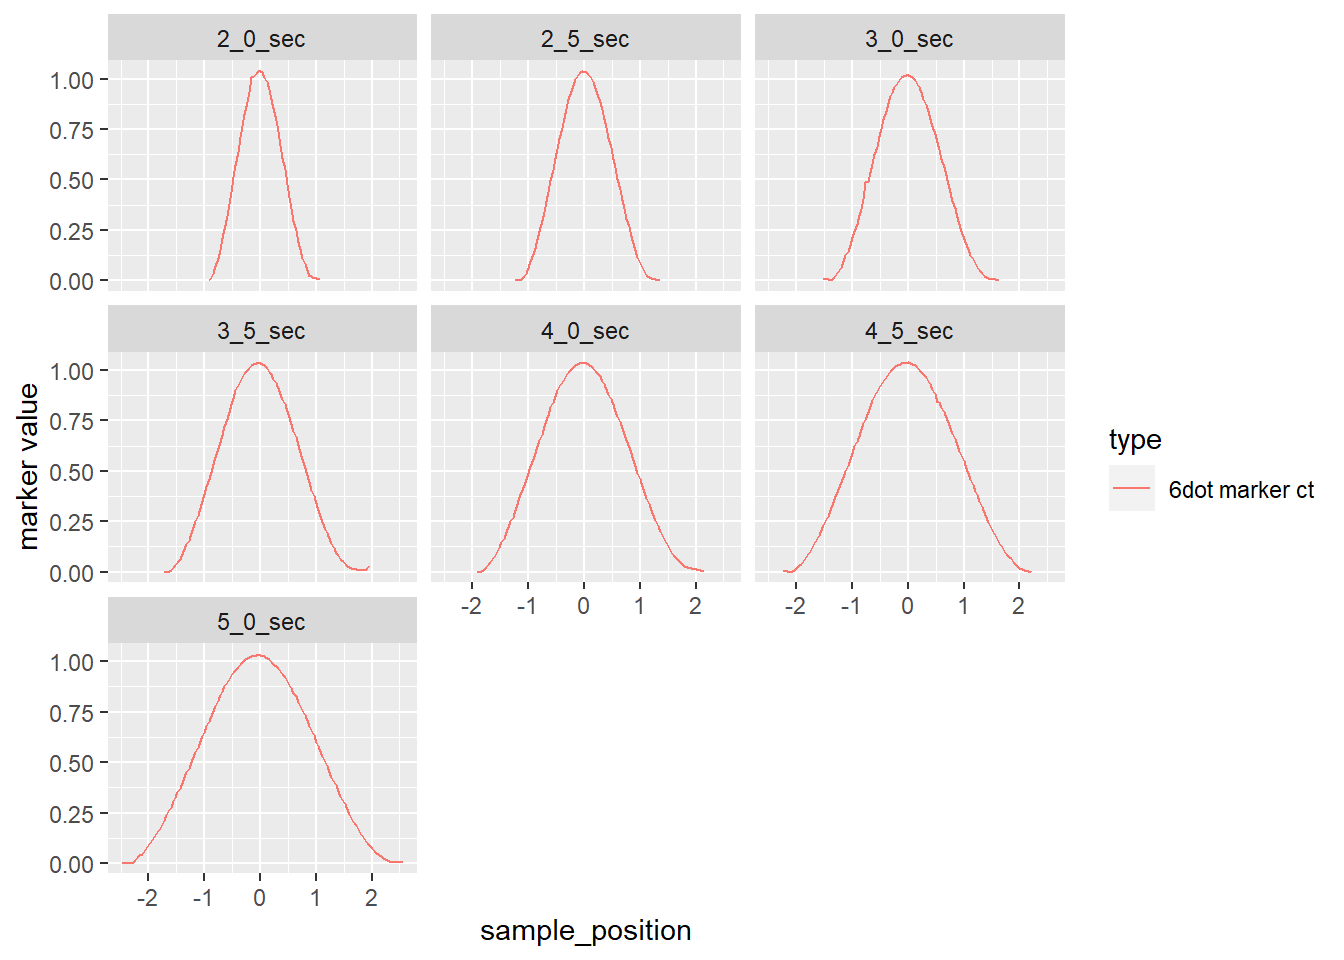 2_0_sec 2_5_sec 3_0_sec
1.00
0.75
0.50
0.25
0.00
3_5_sec 4_0_sec 4_5_sec
1.00
0.75
0.50
0.25
0.00
-2 -1 0 1 2 -2 -1 0 1 2
5_0_sec
1.00
0.75
0.50
0.25
0.00
-2 -1 0 1 2
sample_position
marker value
type
6dot marker ct